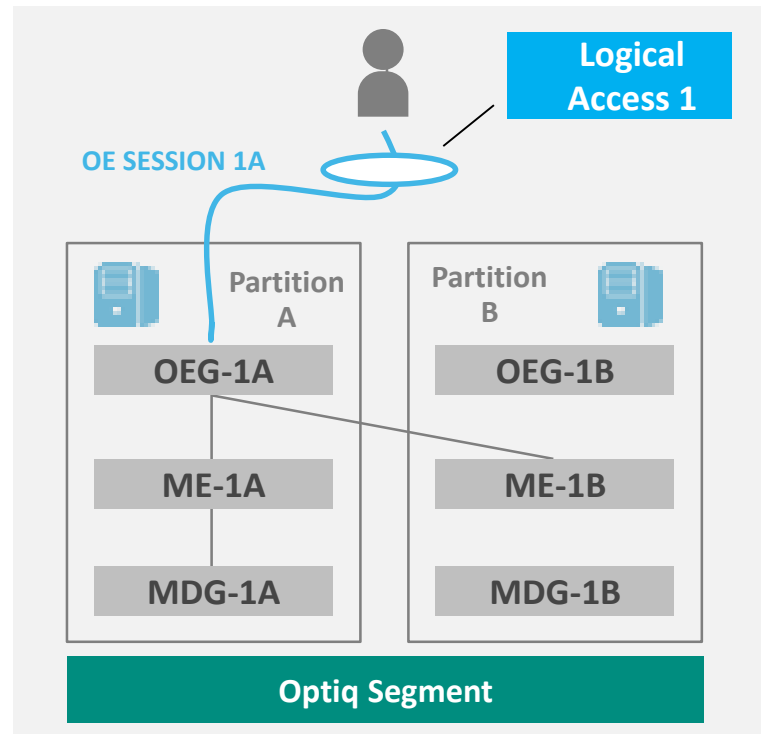 Logical
Access 1
OE SESSION 1A
Partition
A
Partition
B
OEG-1A
OEG-1B
ME-1A
ME-1B
MDG-1A
MDG-1B
Optiq Segment